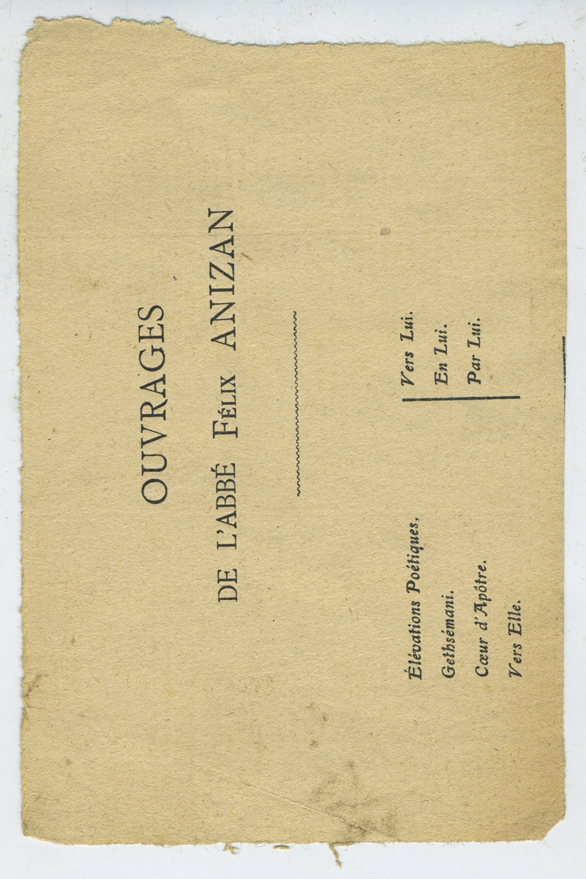 OUVRAGES
DE L'ABBÉ FÉLIX ANIZAN
Élévations Poétiques.
Gethsémani.
Cœur d'Apôtre.
Vers Elle.
Vers Lui.
En Lui.
Par Lui.